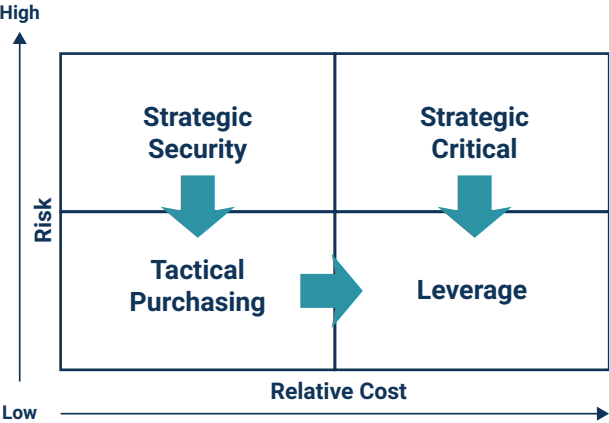 High
Strategic
Security
Strategic
Critical
Risk
Tactical
Purchasing
Leverage
Relative Cost
Low